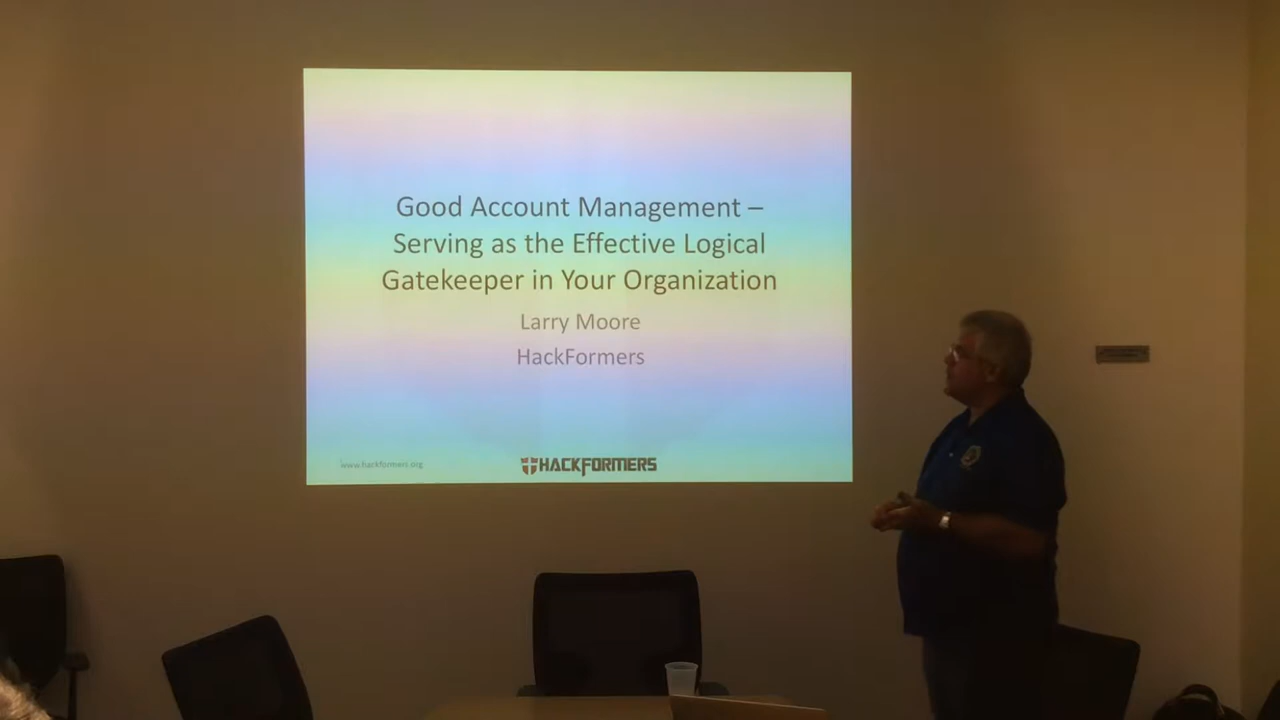 Good Account Management –
Serving as the Effective Logical
Gatekeeper in Your Organization
Larry Moore
HackFormers
www.hackformers.org
HACKFORMERS